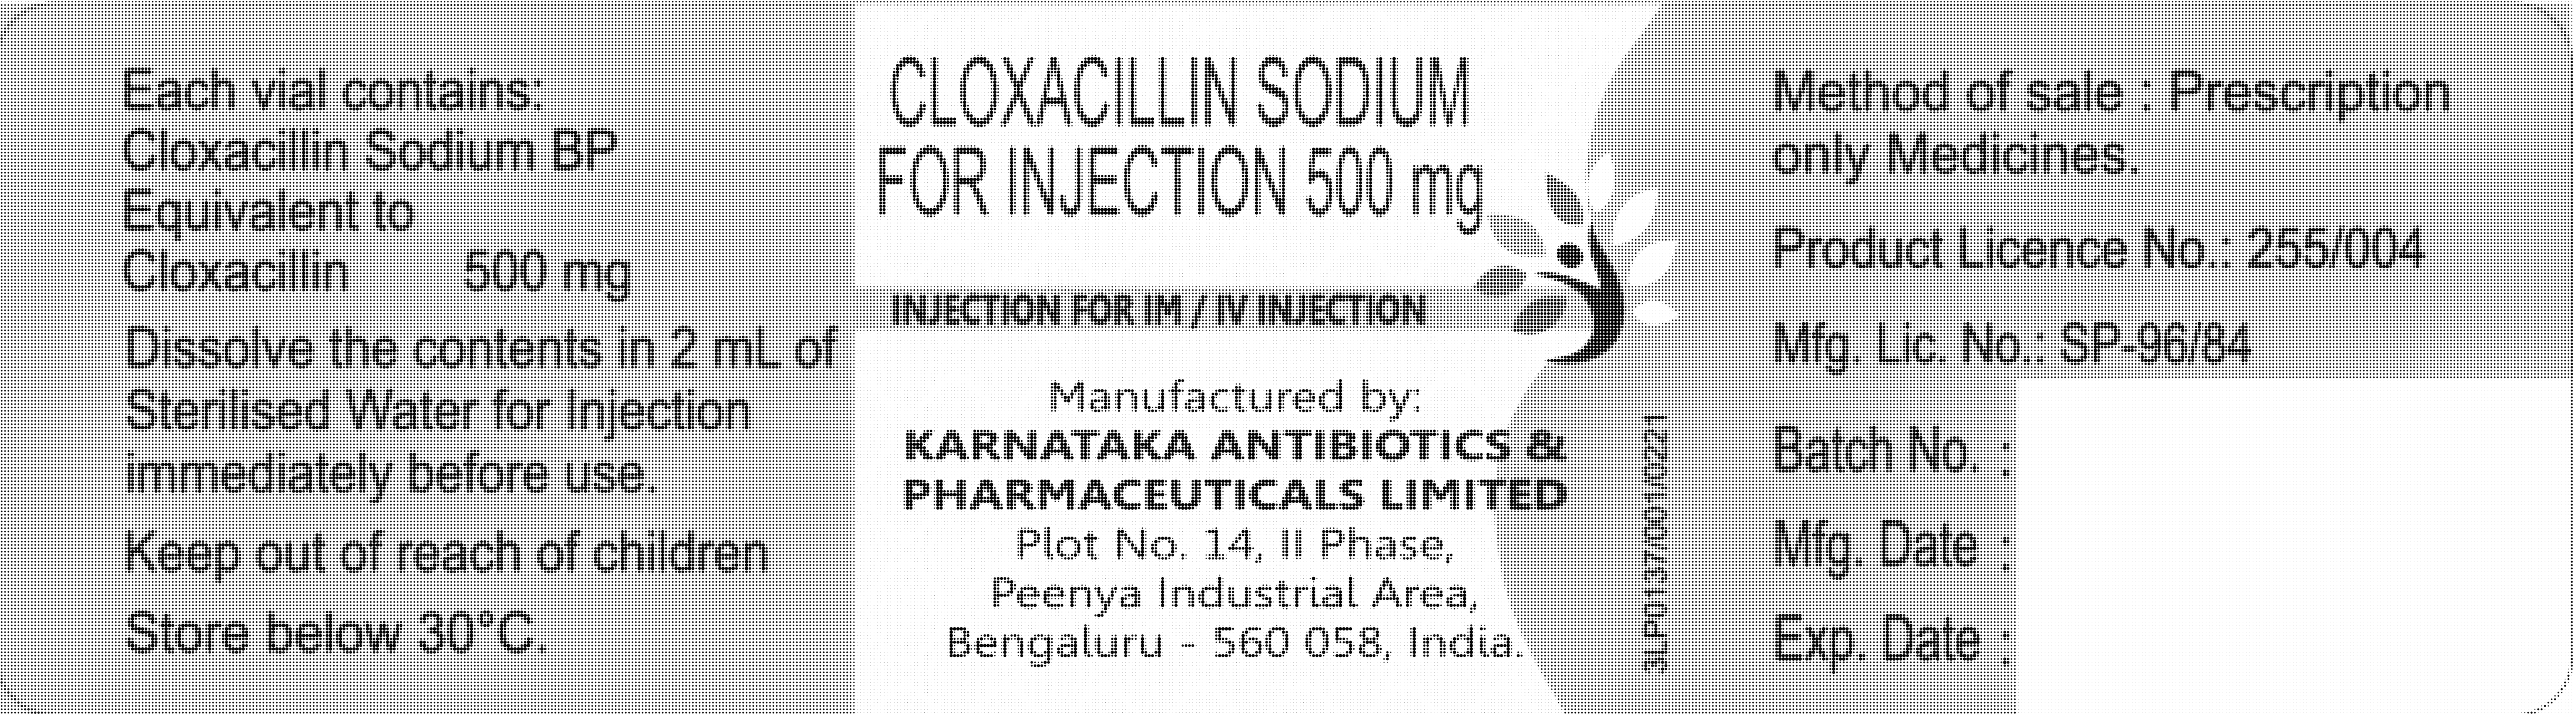 Each vial contains:
Cloxacillin Sodium BP
Equivalent to
Cloxacillin 500 mg
Dissolve the contents in 2 mL of
Sterilised Water for Injection
immediately before use.
Keep out of reach of children
Store below 30°C.
CLOXACILLIN SODIUM
FOR INJECTION 500 mg
INJECTION FOR IM / IV INJECTION
Manufactured by:
KARNATAKA ANTIBIOTICS &
PHARMACEUTICALS LIMITED
Plot No. 14, II Phase,
Peenya Industrial Area,
Bengaluru - 560 058, India.
Method of sale : Prescription
only Medicines.
Product Licence No.: 255/004
Mfg. Lic. No.: SP-96/84
Batch No. :
Mfg. Date :
Exp. Date :